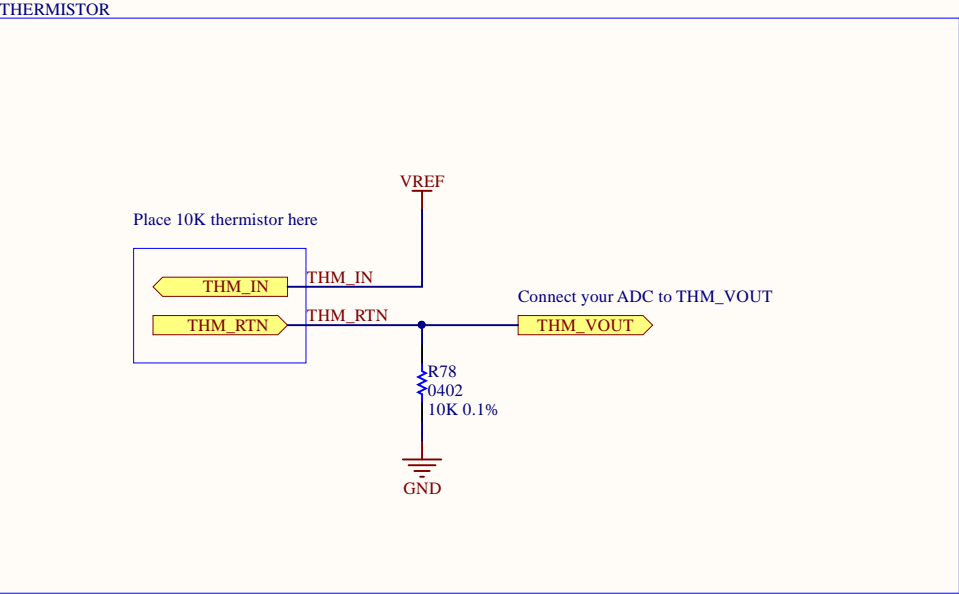 THERMISTOR
VREF
Place 10K thermistor here
THM_IN
THM_IN
Connect your ADC to THM_VOUT
THM_RTN
THM_RTN
THM_VOUT
R78
0402
10K 0.1%
GND